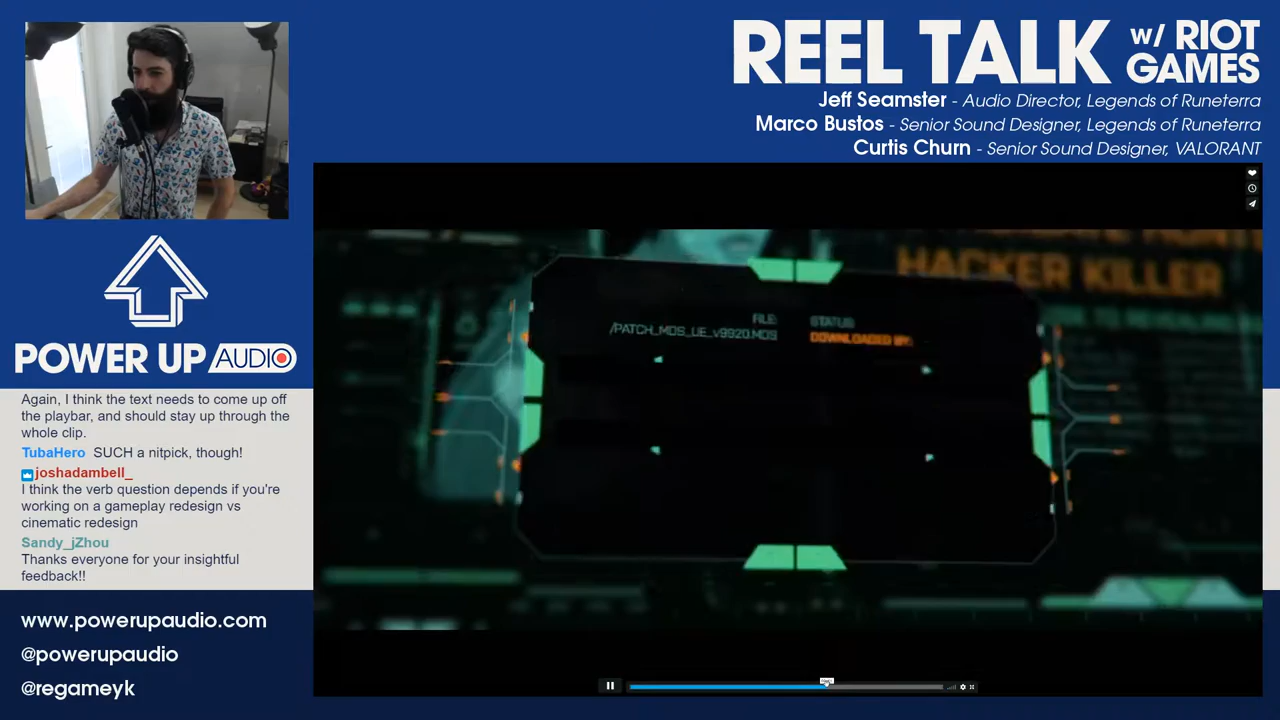 REEL TALK W/ RIOT GAMES
Jeff Seamster - Audio Director, Legends of Runeterra
Marco Bustos - Senior Sound Designer, Legends of Runeterra
Curtis Churn - Senior Sound Designer, VALORANT
HACKER KILLER
FILE:
STATUS
/PATCH_MDS_UE_v9920.MDS
DOWNLOADED BY:
POWER UP AUDIO
Again, I think the text needs to come up off
the playbar, and should stay up through the
whole clip.
TubaHero SUCH a nitpick, though!
joshadambell_
I think the verb question depends if you're
working on a gameplay redesign vs
cinematic redesign
Sandy_jZhou
Thanks everyone for your insightful
feedback!!
www.powerupaudio.com
@powerupaudio
@regameyk